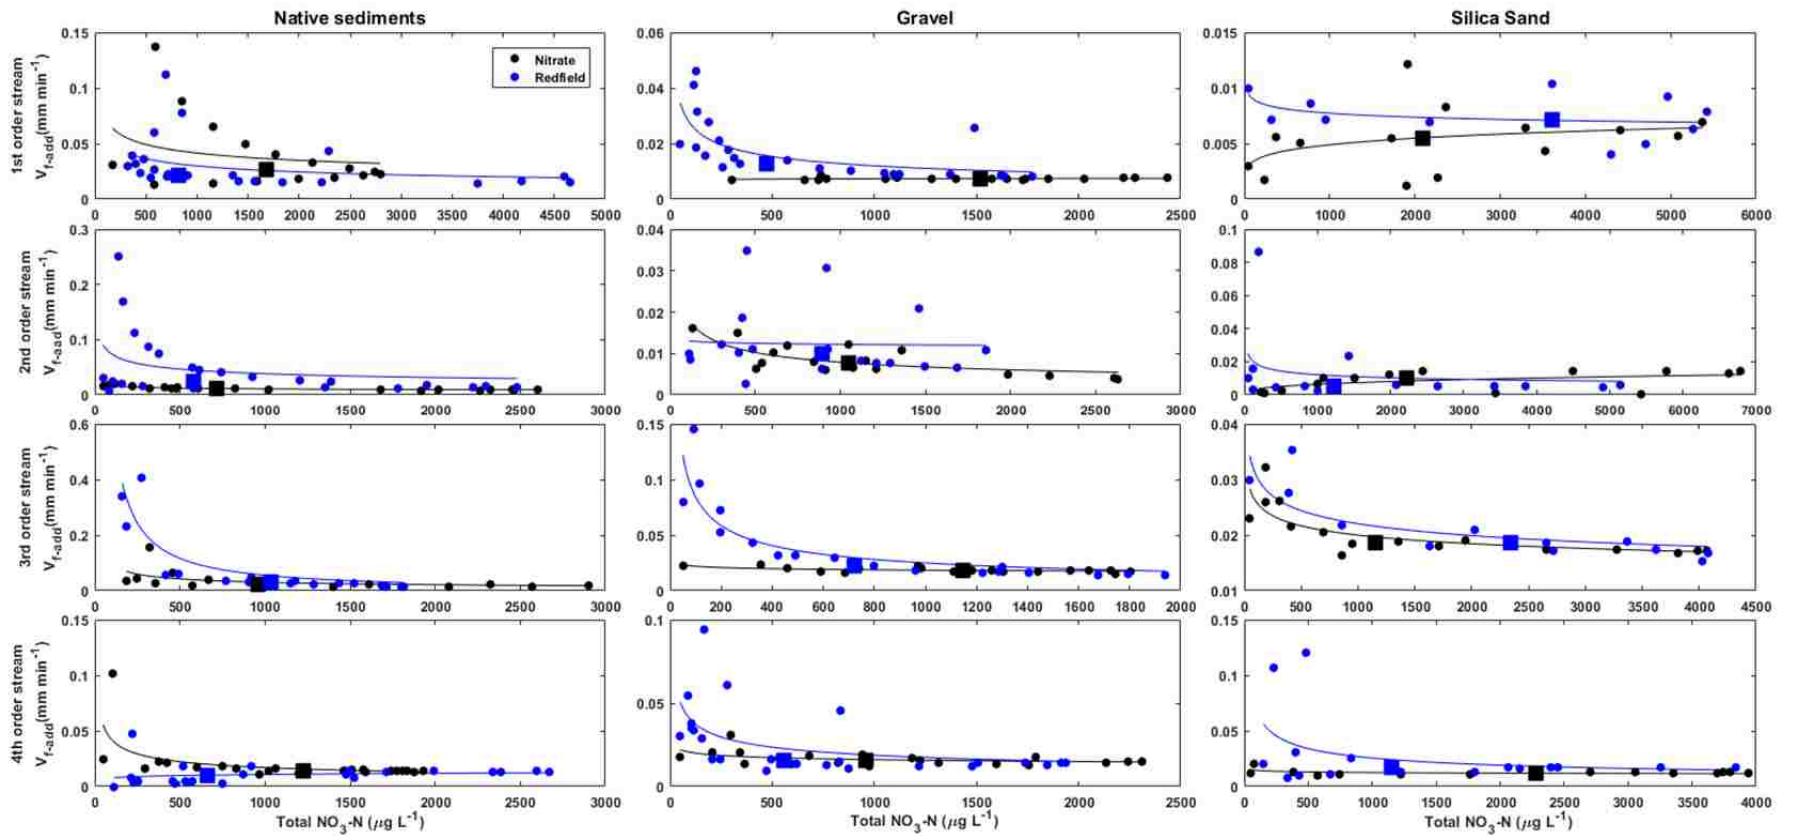 Native sediments
Gravel
Silica Sand
1st order stream
V_f-add(mm min^-1)
0.15
0.1
0.05
0
Nitrate
Redfield
0 500 1000 1500 2000 2500 3000 3500 4000 4500 5000
0.06
0.04
0.02
0
0 500 1000 1500 2000 2500
0.015
0.01
0.005
0
0 1000 2000 3000 4000 5000 6000
2nd order stream
V_f-aad(mm min^-1)
0.3
0.2
0.1
0
0 500 1000 1500 2000 2500 3000
0.04
0.03
0.02
0.01
0
0 500 1000 1500 2000 2500 3000
0.1
0.08
0.06
0.04
0.02
0
0 1000 2000 3000 4000 5000 6000 7000
3rd order stream
V_f-add(mm min^-1)
0.6
0.4
0.2
0
0 500 1000 1500 2000 2500 3000
0.15
0.1
0.05
0
0 200 400 600 800 1000 1200 1400 1600 1800 2000
0.04
0.03
0.02
0.01
0 500 1000 1500 2000 2500 3000 3500 4000 4500
4th order stream
V_f-add(mm min^-1)
0.15
0.1
0.05
0
0 500 1000 1500 2000 2500 3000
Total NO3-N (μg L^-1)
0.1
0.05
0
0 500 1000 1500 2000 2500
Total NO3-N (μg L^-1)
0.15
0.1
0.05
0
0 500 1000 1500 2000 2500 3000 3500 4000
Total NO3-N (μg L^-1)